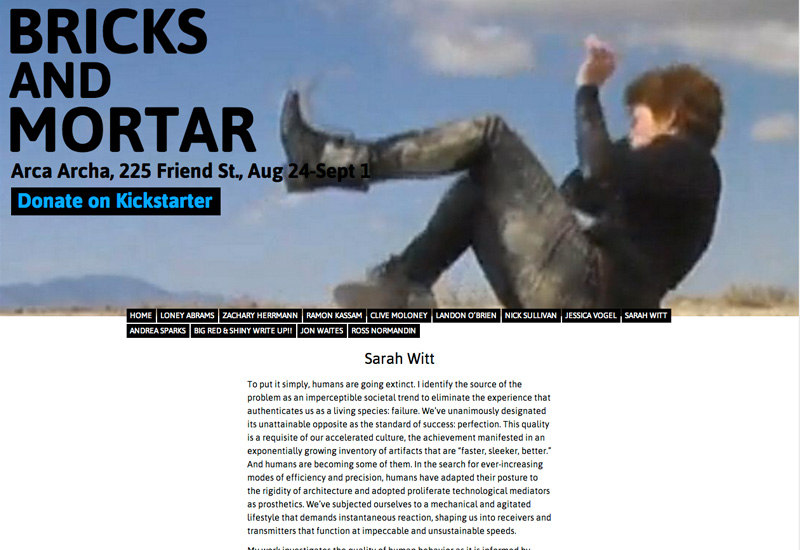 BRICKS
AND
MORTAR
Arca Archa, 225 Friend St., Aug 24-Sept 1
Donate on Kickstarter
HOME LONEY ABRAMS ZACHARY HERRMANN RAMON KASSAM CLIVE MOLONEY LANDON O'BRIEN NICK SULLIVAN JESSICA VOGEL SARAH WITT
ANDREA SPARKS BIG RED & SHINY WRITE UP!! JON WAITES ROSS NORMANDIN
Sarah Witt
To put it simply, humans are going extinct. I identify the source of the
problem as an imperceptible societal trend to eliminate the experience that
authenticates us as a living species: failure. We've unanimously designated
its unattainable opposite as the standard of success: perfection. This quality
is a requisite of our accelerated culture, the achievement manifested in an
exponentially growing inventory of artifacts that are “faster, sleeker, better.”
And humans are becoming some of them. In the search for ever-increasing
modes of efficiency and precision, humans have adapted their posture to
the rigidity of architecture and adopted proliferate technological mediators
as prosthetics. We've subjected ourselves to a mechanical and agitated
lifestyle that demands instantaneous reaction, shaping us into receivers and
transmitters that function at impeccable and unsustainable speeds.
My work investigates the quality of human behavior as it is informed by